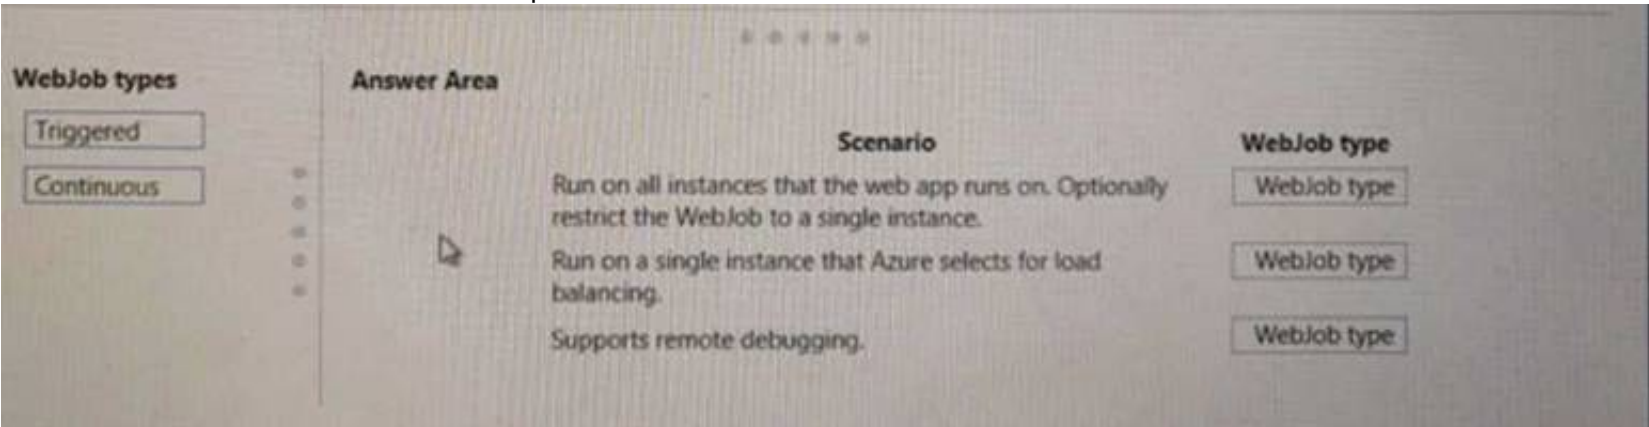 WebJob types
Triggered
Continuous
Answer Area
Scenario
WebJob type
Run on all instances that the web app runs on. Optionally
restrict the WebJob to a single instance.
WebJob type
Run on a single instance that Azure selects for load
balancing.
WebJob type
Supports remote debugging.
WebJob type